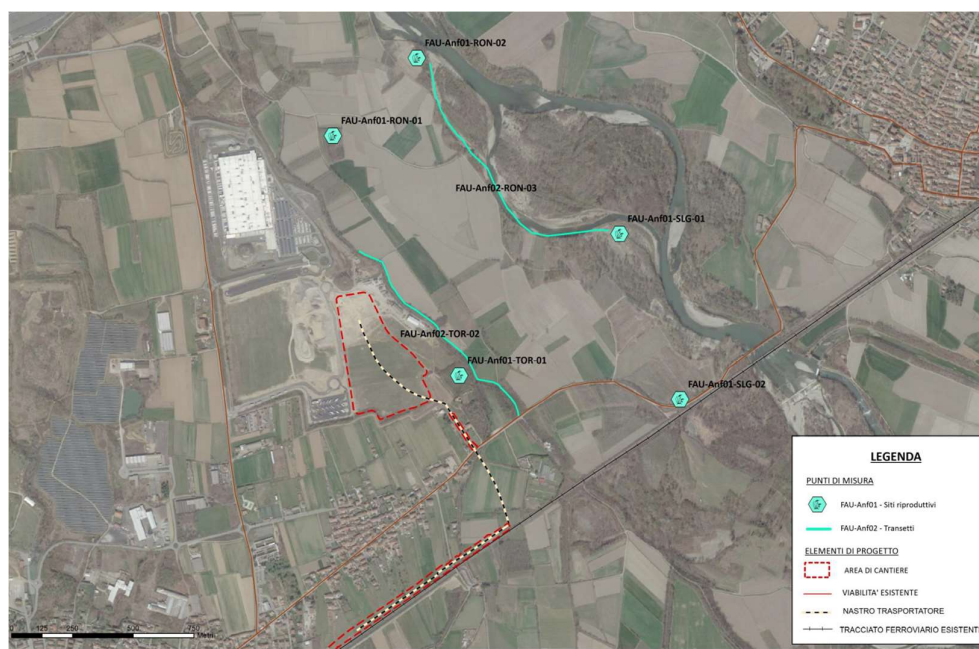 FAU-Anf01-RON-02
FAU-Anf01-RON-01
FAU-Anf02-RON-03
FAU-Anf01-SLG-01
FAU-Anf02-TOR-02
FAU-Anf01-TOR-01
FAU-Anf01-SLG-02
LEGENDA
PUNTI DI MISURA
FAU-Anf01 - Siti riproduttivi
FAU-Anf02 - Transetti
ELEMENTI DI PROGETTO
AREA DI CANTIERE
VIABILITA' ESISTENTE
NASTRO TRASPORTATORE
TRACCIATO FERROVIARIO ESISTENTE
0 125 250 500 750
Metri